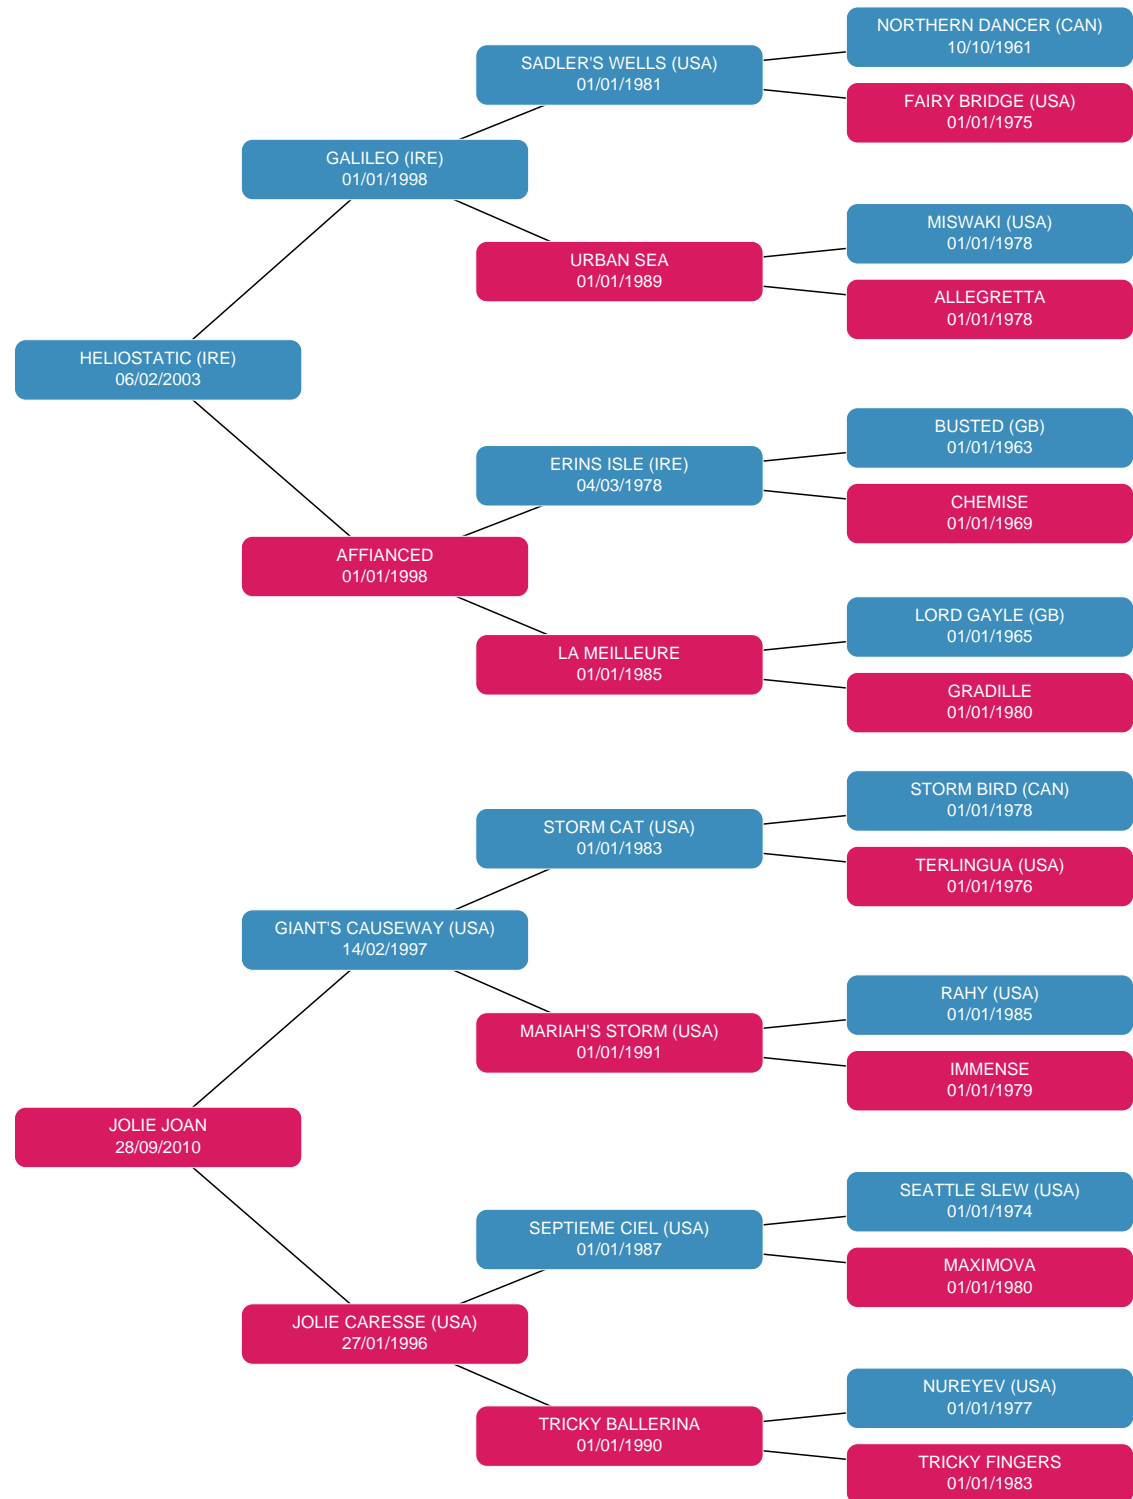 NORTHERN DANCER (CAN)
10/10/1961
SADLER'S WELLS (USA)
01/01/1981
FAIRY BRIDGE (USA)
01/01/1975
GALILEO (IRE)
01/01/1998
MISWAKI (USA)
01/01/1978
URBAN SEA
01/01/1989
ALLEGRETTA
01/01/1978
HELIOSTATIC (IRE)
06/02/2003
BUSTED (GB)
01/01/1963
ERINS ISLE (IRE)
04/03/1978
CHEMISE
01/01/1969
AFFIANCED
01/01/1998
LORD GAYLE (GB)
01/01/1965
LA MEILLEURE
01/01/1985
GRADILLE
01/01/1980
STORM BIRD (CAN)
01/01/1978
STORM CAT (USA)
01/01/1983
TERLINGUA (USA)
01/01/1976
GIANT'S CAUSEWAY (USA)
14/02/1997
RAHY (USA)
01/01/1985
MARIAH'S STORM (USA)
01/01/1991
IMMENSE
01/01/1979
JOLIE JOAN
28/09/2010
SEATTLE SLEW (USA)
01/01/1974
SEPTIEME CIEL (USA)
01/01/1987
MAXIMOVA
01/01/1980
JOLIE CARESSE (USA)
27/01/1996
NUREYEV (USA)
01/01/1977
TRICKY BALLERINA
01/01/1990
TRICKY FINGERS
01/01/1983